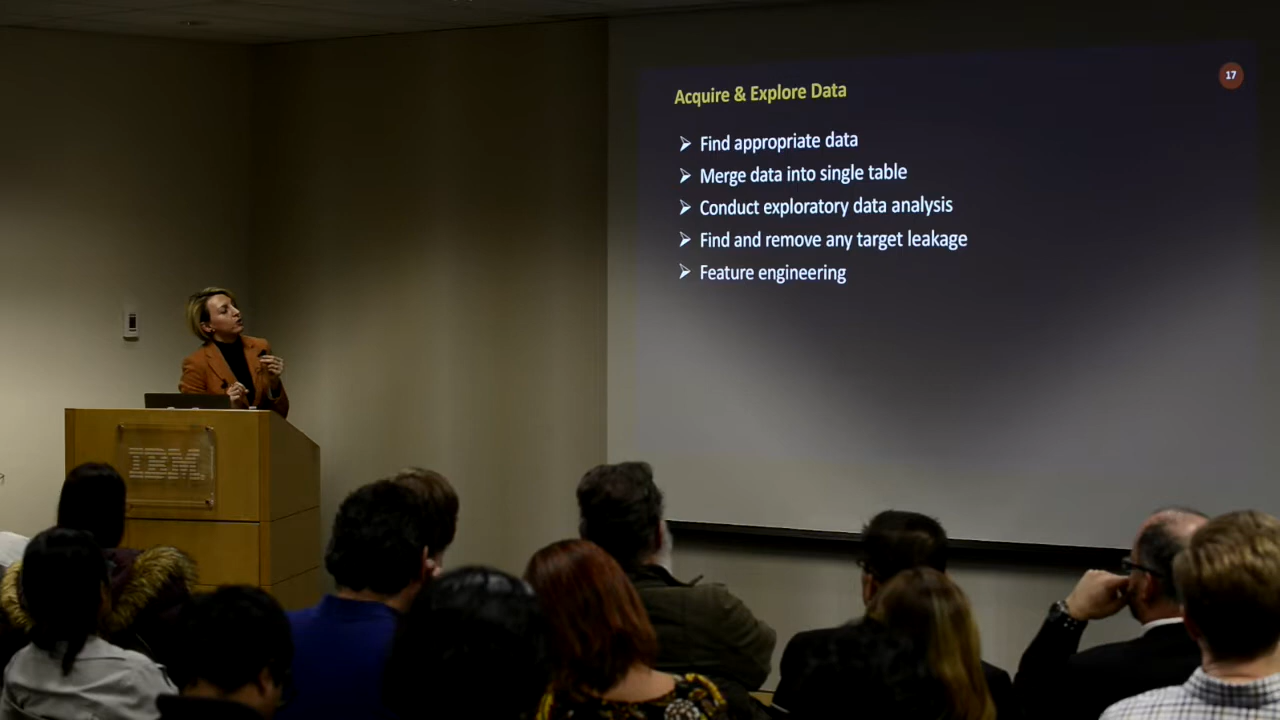 17
Acquire & Explore Data
➢ Find appropriate data
➢ Merge data into single table
➢ Conduct exploratory data analysis
➢ Find and remove any target leakage
➢ Feature engineering
IBM